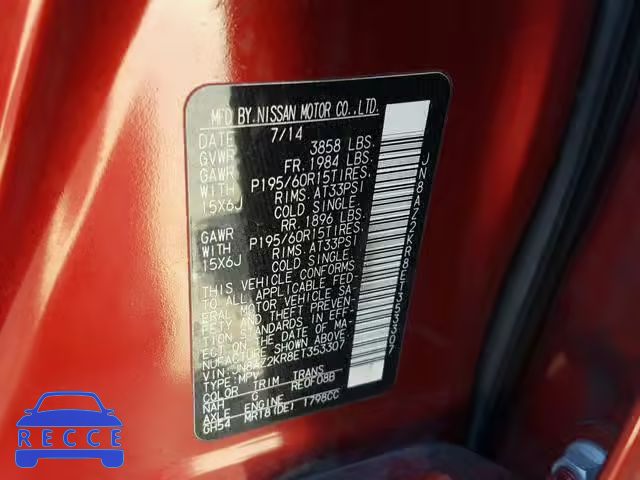 MFD BY.NISSAN MOTOR CO.,LTD.
DATE 7/14
GVWR 3858 LBS.
GAWR FR. 1984 LBS.
WITH P195/60R15TIRES.
15X6J RIMS AT33PSI
COLD SINGLE.
GAWR RR. 1896 LBS.
WITH P195/60R15TIRES.
15X6J RIMS AT33PSI
COLD SINGLE.
THIS VEHICLE CONFORMS
TO ALL APPLICABLE FED-
ERAL MOTOR VEHICLE SA-
FETY AND THEFT PREVEN-
TION STANDARDS IN EFF-
ECT ON THE DATE OF MA-
NUFACTURE SHOWN ABOVE.
JN8AZ2KR8ET353307
TYPE:MPV
COLOR TRIM TRANS
NAH G RE0F08B
AXLE ENGINE
GH54 MR18(DE) 1798CC
JN8AZ2KR8ET353307
RECCE